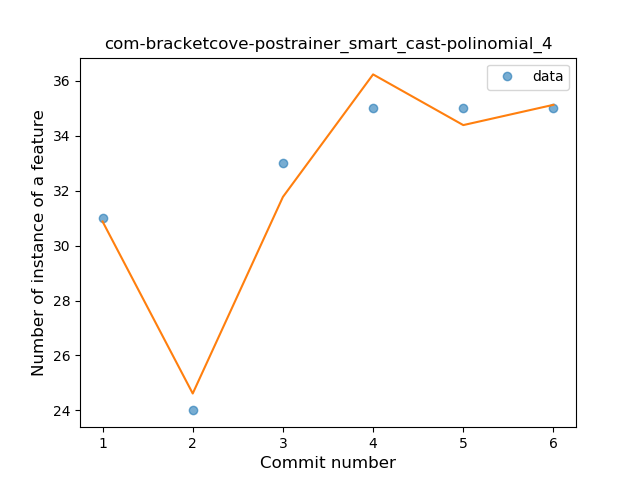 com-bracketcove-postrainer_smart_cast-polinomial_4
data
Number of instance of a feature
36
34
32
30
28
26
24
1 2 3 4 5 6
Commit number